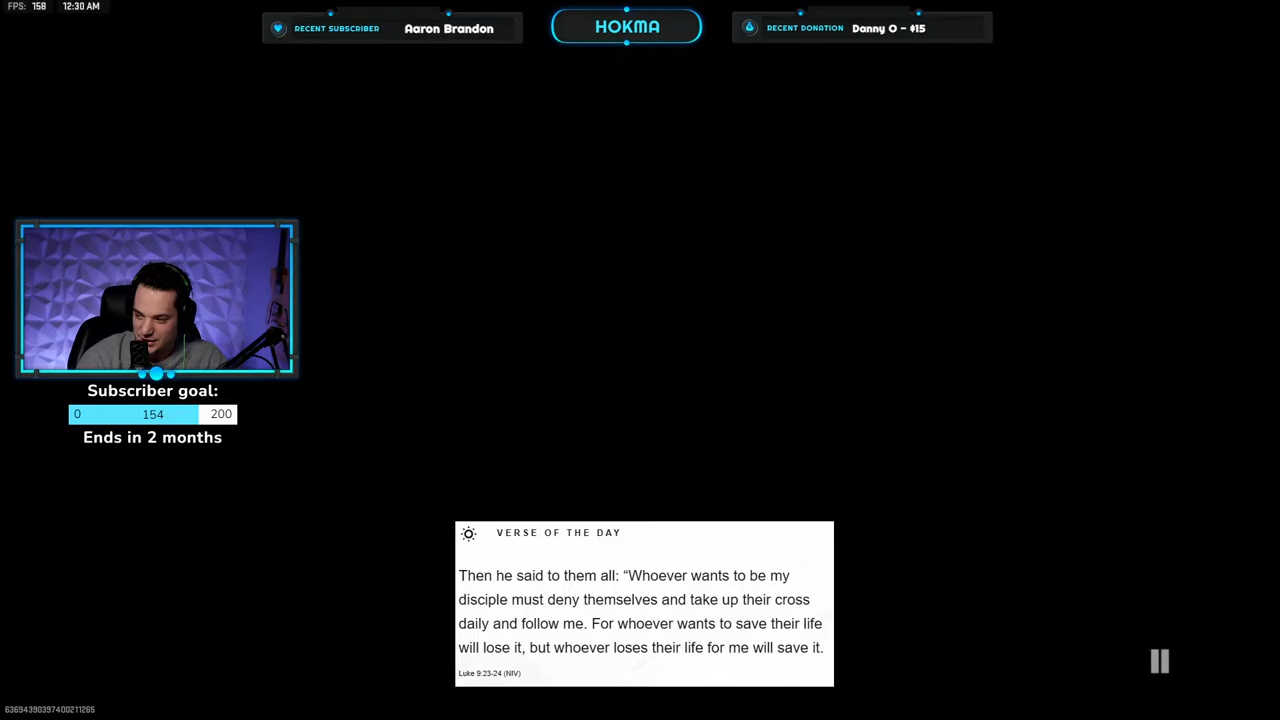 FPS: 158 12:30 AM
RECENT SUBSCRIBER Aaron Brandon
HOKMA
RECENT DONATION Danny O - $15
Subscriber goal:
0 154 200
Ends in 2 months
VERSE OF THE DAY
Then he said to them all: “Whoever wants to be my
disciple must deny themselves and take up their cross
daily and follow me. For whoever wants to save their life
will lose it, but whoever loses their life for me will save it.
Luke 9:23-24 (NIV)
63694390397400211265